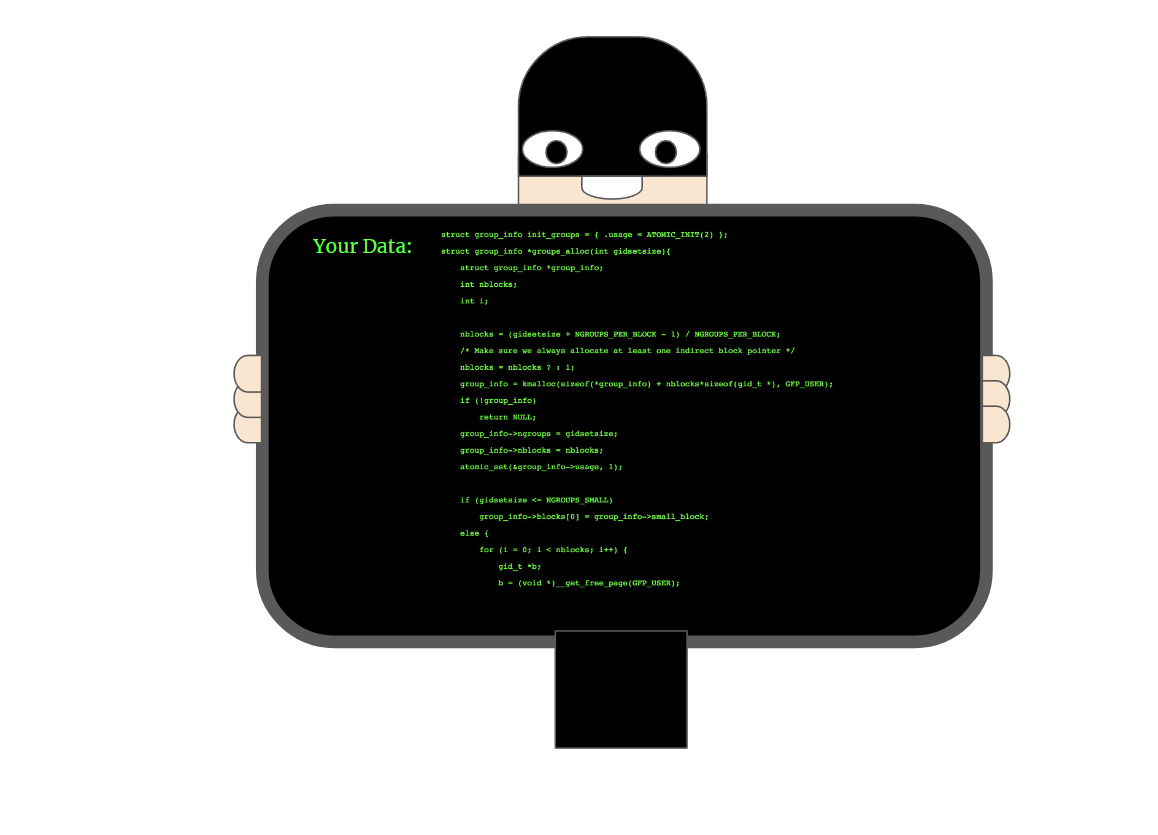 Your Data:
struct group_info init_groups = { .usage = ATOMIC_INIT(2) };
struct group_info *groups_alloc(int gidsetsize){
    struct group_info *group_info;
    int nblocks;
    int i;

    nblocks = (gidsetsize + NGROUPS_PER_BLOCK - 1) / NGROUPS_PER_BLOCK;
    /* Make sure we always allocate at least one indirect block pointer */
    nblocks = nblocks ? : 1;
    group_info = kmalloc(sizeof(*group_info) + nblocks*sizeof(gid_t *), GFP_USER);
    if (!group_info)
        return NULL;
    group_info->ngroups = gidsetsize;
    group_info->nblocks = nblocks;
    atomic_set(&group_info->usage, 1);

    if (gidsetsize <= NGROUPS_SMALL)
        group_info->blocks[0] = group_info->small_block;
    else {
        for (i = 0; i < nblocks; i++) {
            gid_t *b;
            b = (void *)__get_free_page(GFP_USER);